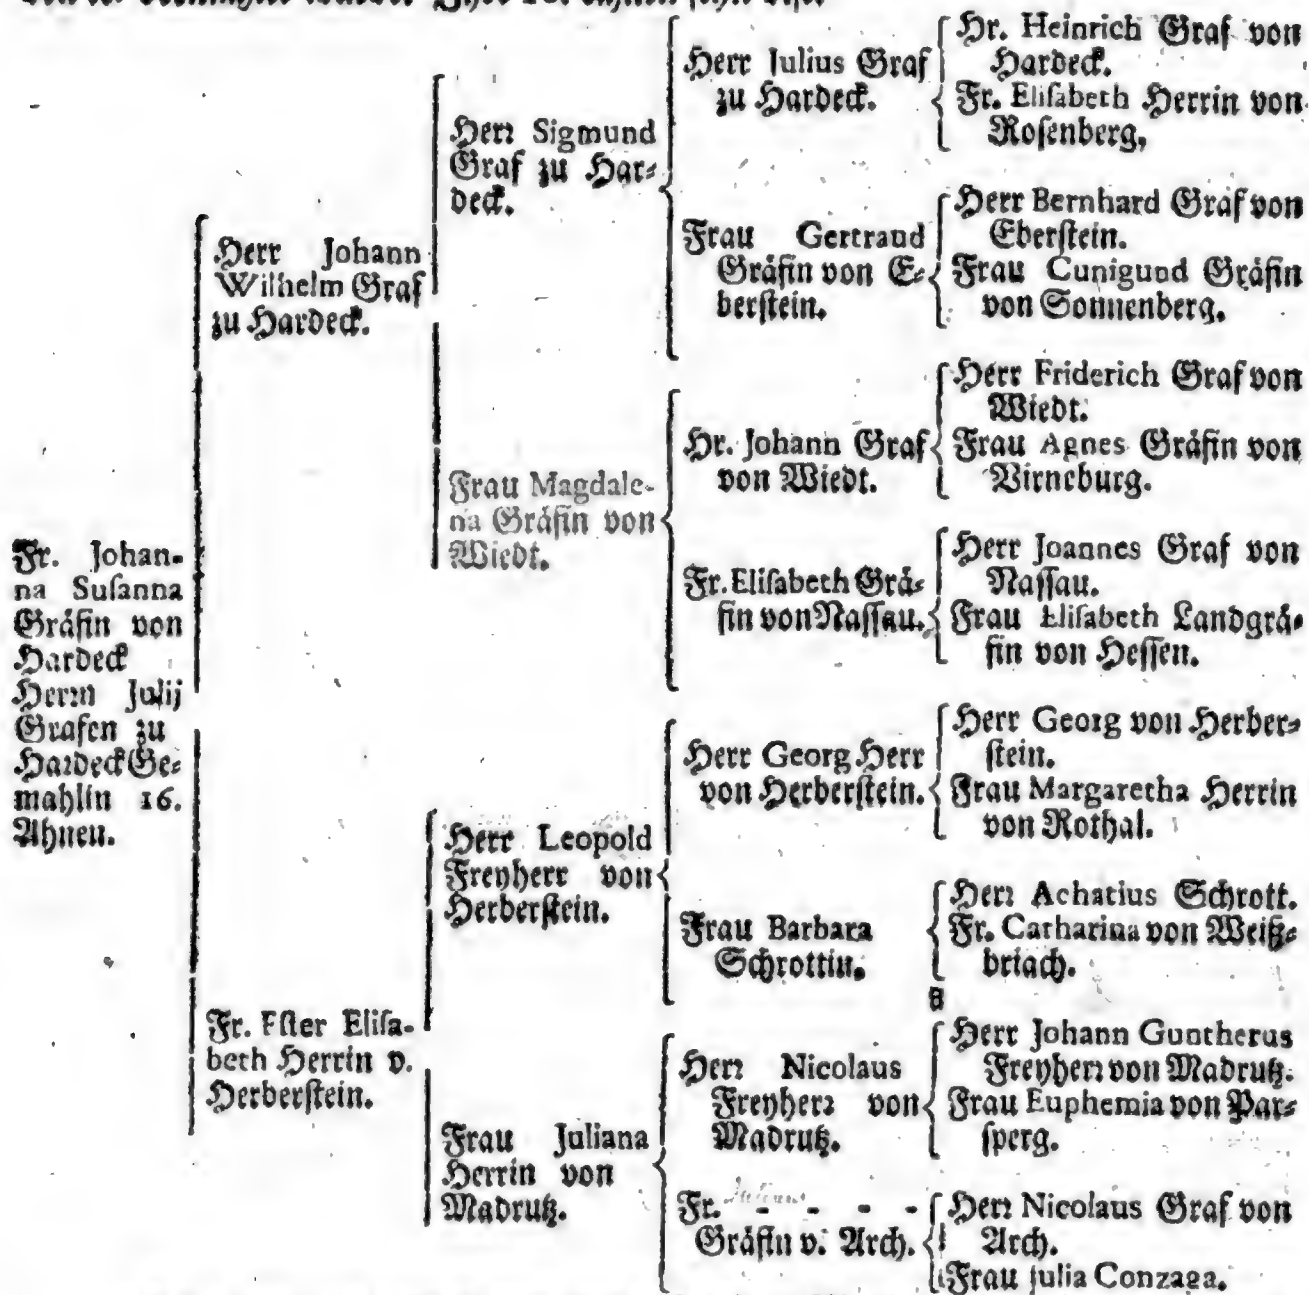 Fr. Johan-
na Susanna
Gräfin von
Hardeck
Herrn Julij
Grafen zu
Hardeck Ge-
mahlin 16.
Ahnen.
Herr Johann
Wilhelm Graf
zu Hardeck.
Fr. Ester Elisa-
beth Herrin v.
Herberstein.
Herr Sigmund
Graf zu Har-
deck.
Frau Magdale-
na Gräfin von
Wiedt.
Herr Leopold
Freyherr von
Herberstein.
Frau Juliana
Herrin von
Madrutz.
Herr Julius Graf
zu Hardeck.
Frau Gertraud
Gräfin von E-
berstein.
Hr. Johann Graf
von Wiedt.
Fr. Elisabeth Grä-
fin von Nassau.
Herr Georg Herr
von Herberstein.
Frau Barbara
Schrottin.
Herr Nicolaus
Freyherr von
Madrutz.
Fr. - - - -
Gräfin v. Arch.
Hr. Heinrich Graf von
Hardeck.
Fr. Elisabeth Herrin von
Rosenberg,
Herr Bernhard Graf von
Eberstein.
Frau Cunigund Gräfin
von Sonnenberg.
Herr Friderich Graf von
Wiedt.
Frau Agnes Gräfin von
Virneburg.
Herr Joannes Graf von
Nassau.
Frau Elisabeth Landgrä-
fin von Hessen.
Herr Georg von Herber-
stein.
Frau Margaretha Herrin
von Rothal.
Herr Achatius Schrott.
Fr. Catharina von Weiß-
briach.
Herr Johann Guntherus
Freyherr von Madrutz.
Frau Euphemia von Par-
sperg.
Herr Nicolaus Graf von
Arch.
Frau Julia Conzaga.